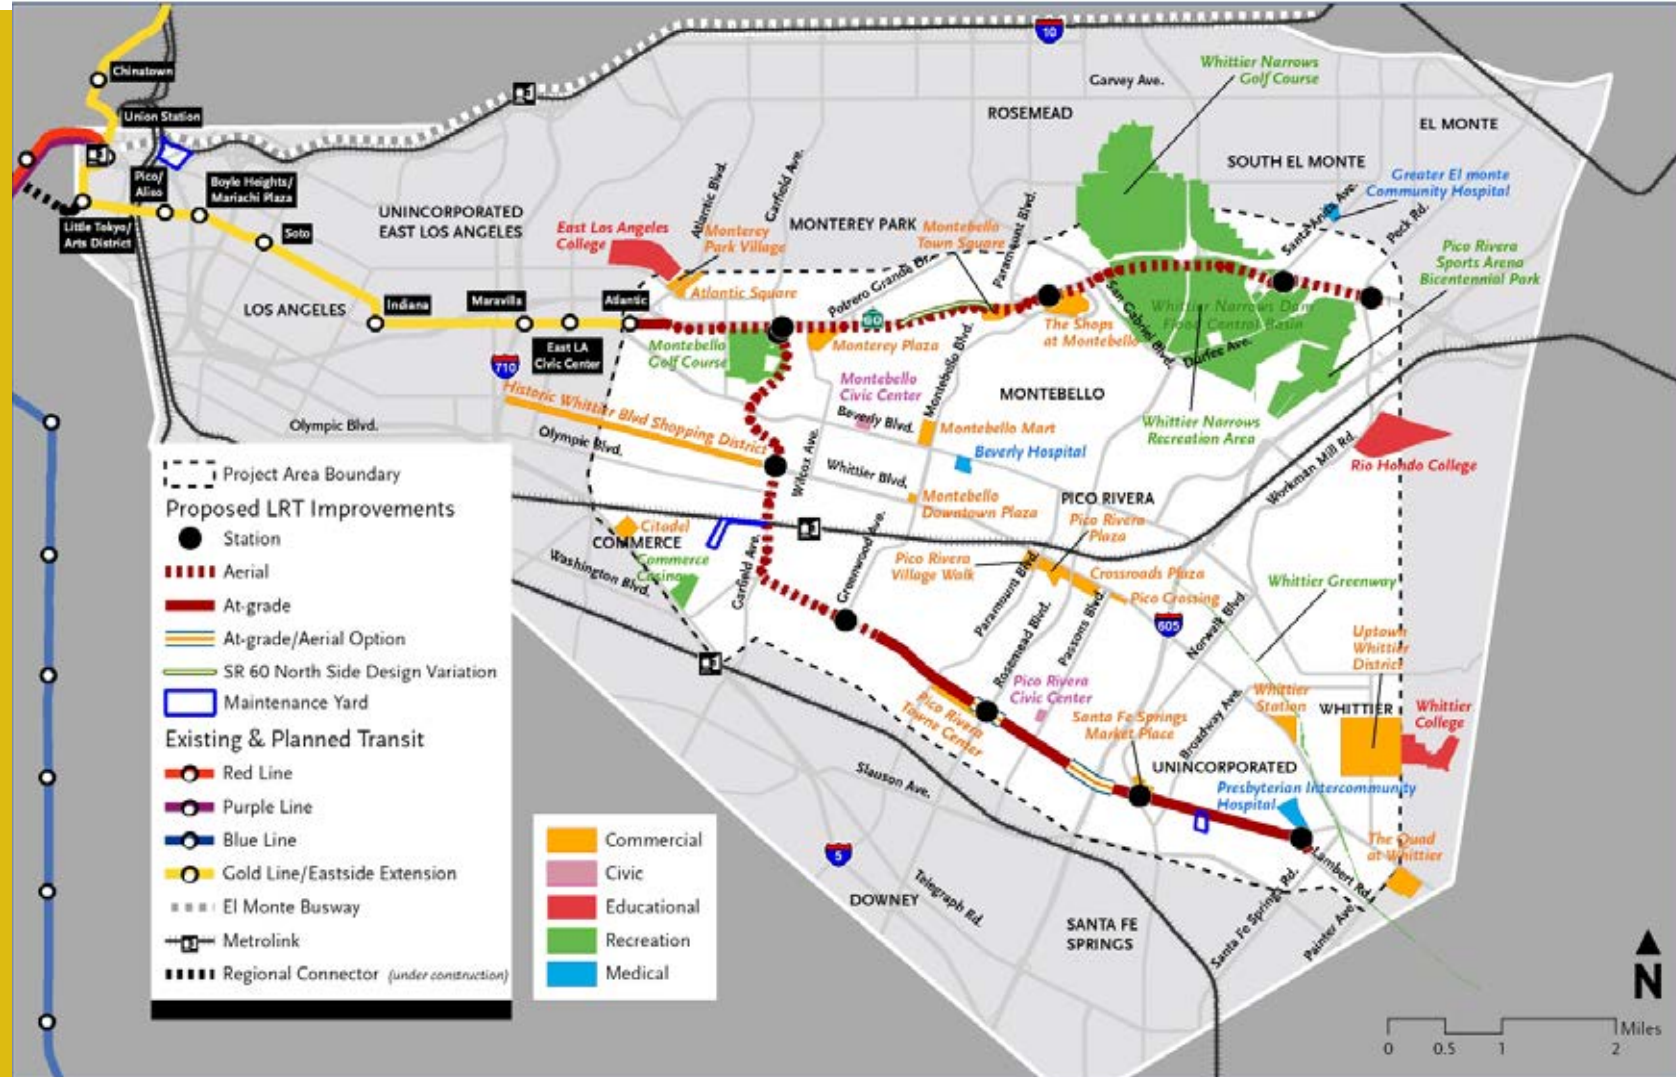 Chinatown
Union Station
Pico/
Aliso
Boyle Heights/
Mariachi Plaza
Little Tokyo/
Arts District
Soto
Indiana
Maravilla
East LA
Civic Center
Atlantic
UNINCORPORATED
EAST LOS ANGELES
LOS ANGELES
710
10
Garvey Ave.
ROSEMEAD
EL MONTE
SOUTH EL MONTE
Whittier Narrows
Golf Course
Greater El monte
Community Hospital
Santa Anita Ave.
Peck Rd.
Pico Rivera
Sports Arena
Bicentennial Park
East Los Angeles
College
Atlantic Blvd.
Garfield Ave.
Monterey
Park Village
Atlantic Square
MONTEREY PARK
Montebello
Town Square
Paramount Blvd.
Potrero Grande Dr.
60
Montebello
Golf Course
Monterey Plaza
The Shops
at Montebello
San Gabriel Blvd.
Whittier Narrows Dam
Flood Control Basin
Durfee Ave.
Montebello
Civic Center
Montebello Blvd.
MONTEBELLO
Beverly Blvd.
Montebello Mart
Whittier Narrows
Recreation Area
Historic Whittier Blvd Shopping District
Olympic Blvd.
Olympic Blvd.
Wilcox Ave.
Whittier Blvd.
Beverly Hospital
Workman Mill Rd.
Rio Hondo College
Montebello
Downtown Plaza
PICO RIVERA
Pico Rivera
Plaza
Citadel
COMMERCE
Commerce
Casino
Washington Blvd.
Garfield Ave.
Greenwood Ave.
Pico Rivera
Village Walk
Paramount Blvd.
Crossroads Plaza
Pico Crossing
605
Norwalk Blvd.
Whittier Greenway
Rosemead Blvd.
Passons Blvd.
Uptown
Whittier
District
Pico Rivera
Towne Center
Pico Rivera
Civic Center
Santa Fe Springs
Market Place
Broadway Ave.
Whittier
Station
WHITTIER
Whittier
College
UNINCORPORATED
Presbyterian Intercommunity
Hospital
Slauson Ave.
The Quad
at Whittier
Lambert Rd.
5
DOWNEY
Telegraph Rd.
SANTA FE
SPRINGS
Santa Fe Springs Rd.
Painter Ave.
Project Area Boundary
Proposed LRT Improvements
Station
Aerial
At-grade
At-grade/Aerial Option
SR 60 North Side Design Variation
Maintenance Yard
Existing & Planned Transit
Red Line
Purple Line
Blue Line
Gold Line/Eastside Extension
El Monte Busway
Metrolink
Regional Connector (under construction)
Commercial
Civic
Educational
Recreation
Medical
N
Miles
0 0.5 1 2